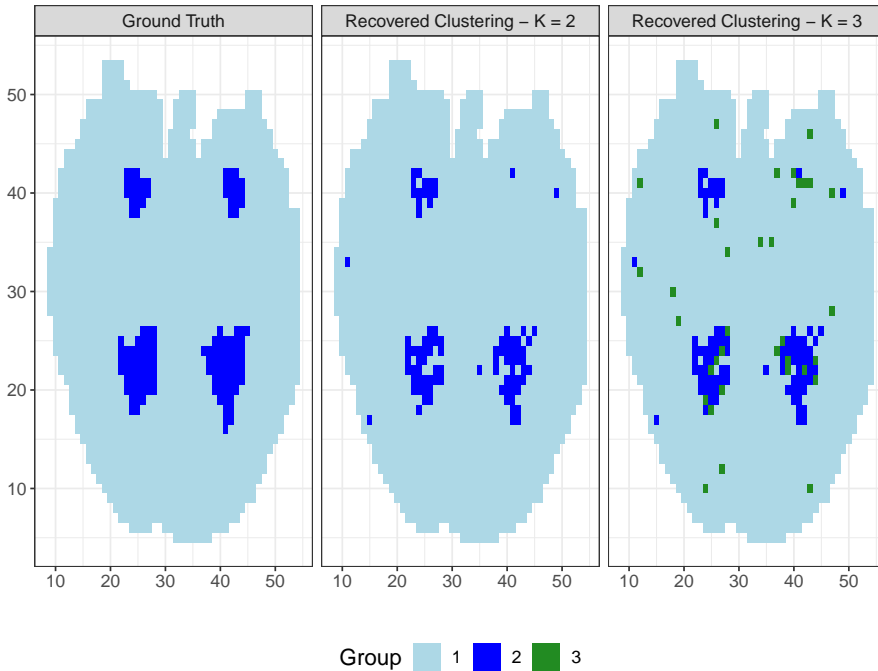 Ground Truth
Recovered Clustering − K = 2
Recovered Clustering − K = 3
50
40
30
20
10
10 20 30 40 50
10 20 30 40 50
10 20 30 40 50
Group 1 2 3